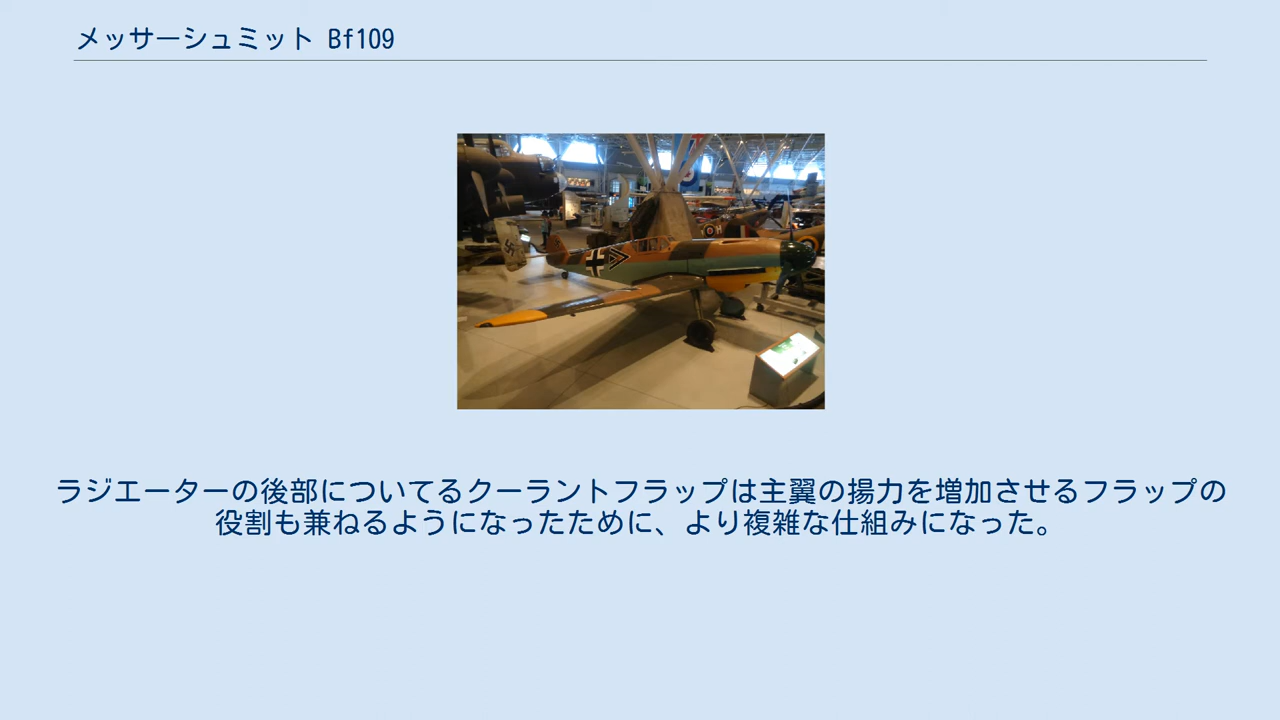 メッサーシュミット Bf109
ラジエーターの後部についてるクーラントフラップは主翼の揚力を増加させるフラップの
役割も兼ねるようになったために、より複雑な仕組みになった。